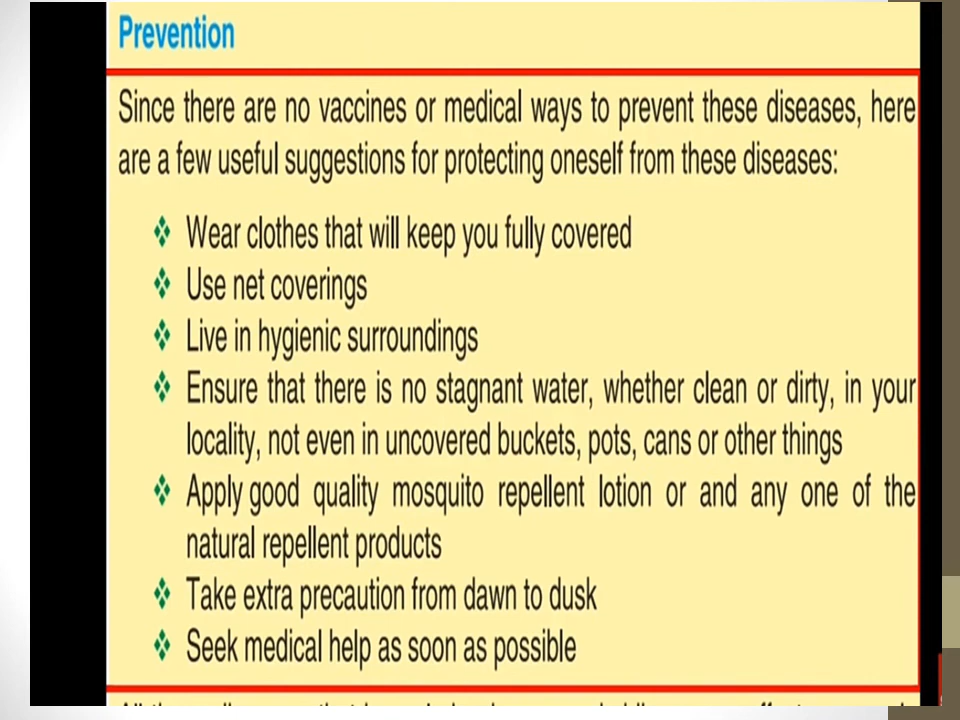 Prevention
Since there are no vaccines or medical ways to prevent these diseases, here
are a few useful suggestions for protecting oneself from these diseases:
❖ Wear clothes that will keep you fully covered
❖ Use net coverings
❖ Live in hygienic surroundings
❖ Ensure that there is no stagnant water, whether clean or dirty, in your
locality, not even in uncovered buckets, pots, cans or other things
❖ Apply good quality mosquito repellent lotion or and any one of the
natural repellent products
❖ Take extra precaution from dawn to dusk
❖ Seek medical help as soon as possible